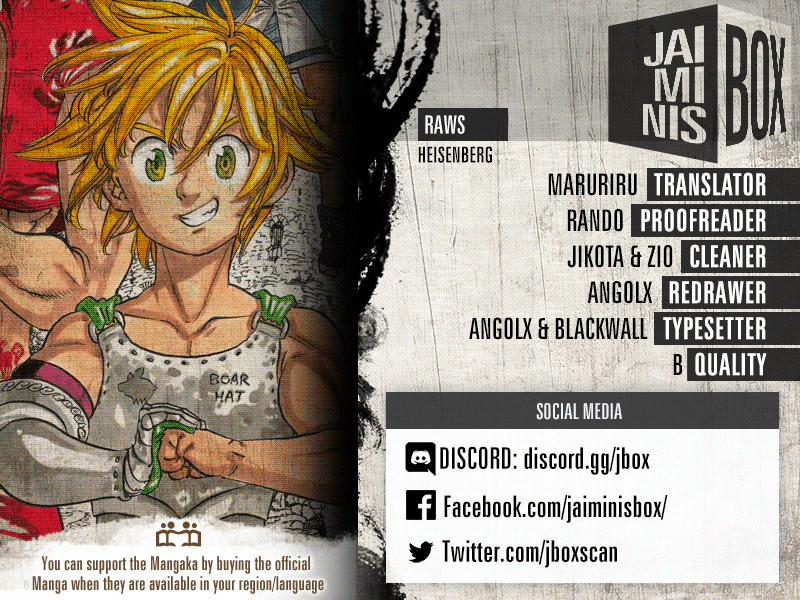 JAI
MI
NIS
BOX
RAWS
HEISENBERG
MARURIRU TRANSLATOR
RANDO PROOFREADER
JIKOTA & ZIO CLEANER
ANGOLX REDRAWER
ANGOLX & BLACKWALL TYPESETTER
B QUALITY
BOAR
HAT
SOCIAL MEDIA
DISCORD: discord.gg/jbox
Facebook.com/jaiminisbox/
Twitter.com/jboxscan
You can support the Mangaka by buying the official
Manga when they are available in your region/language